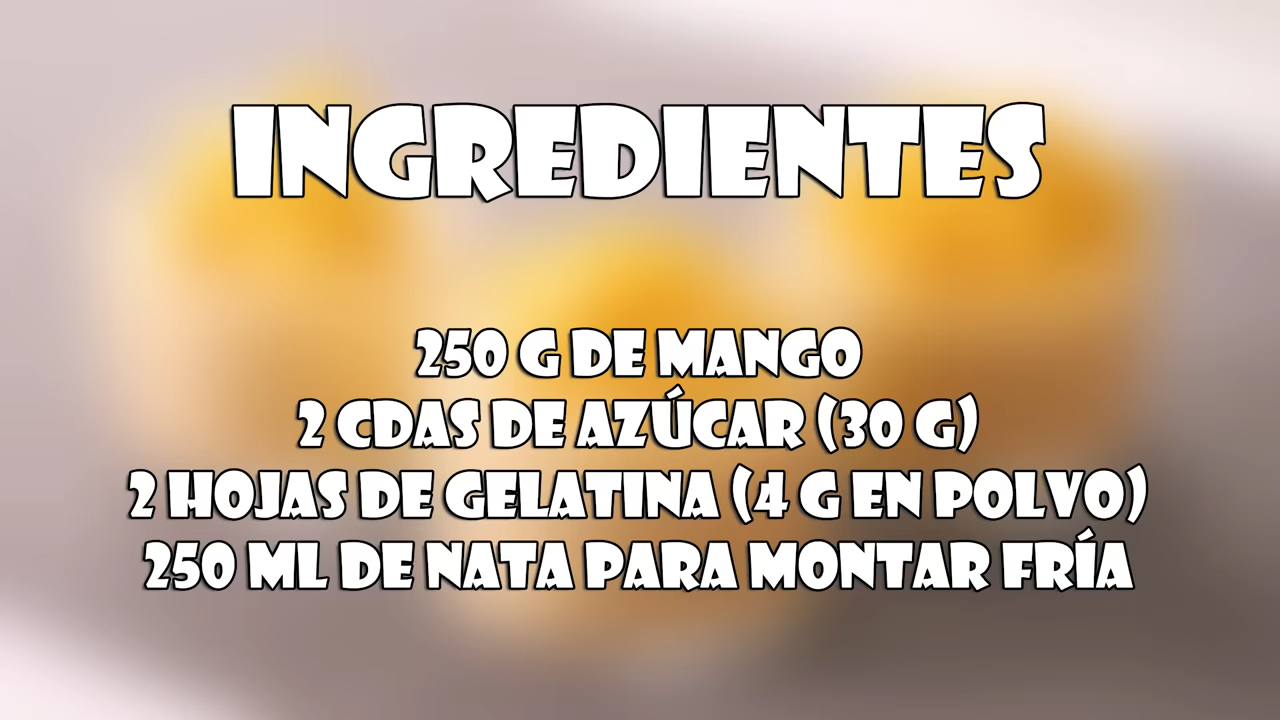 INGREDIENTES
250 G DE MANGO
2 CDAS DE AZÚCAR (30 G)
2 HOJAS DE GELATINA (4 G EN POLVO)
250 ML DE NATA PARA MONTAR FRÍA